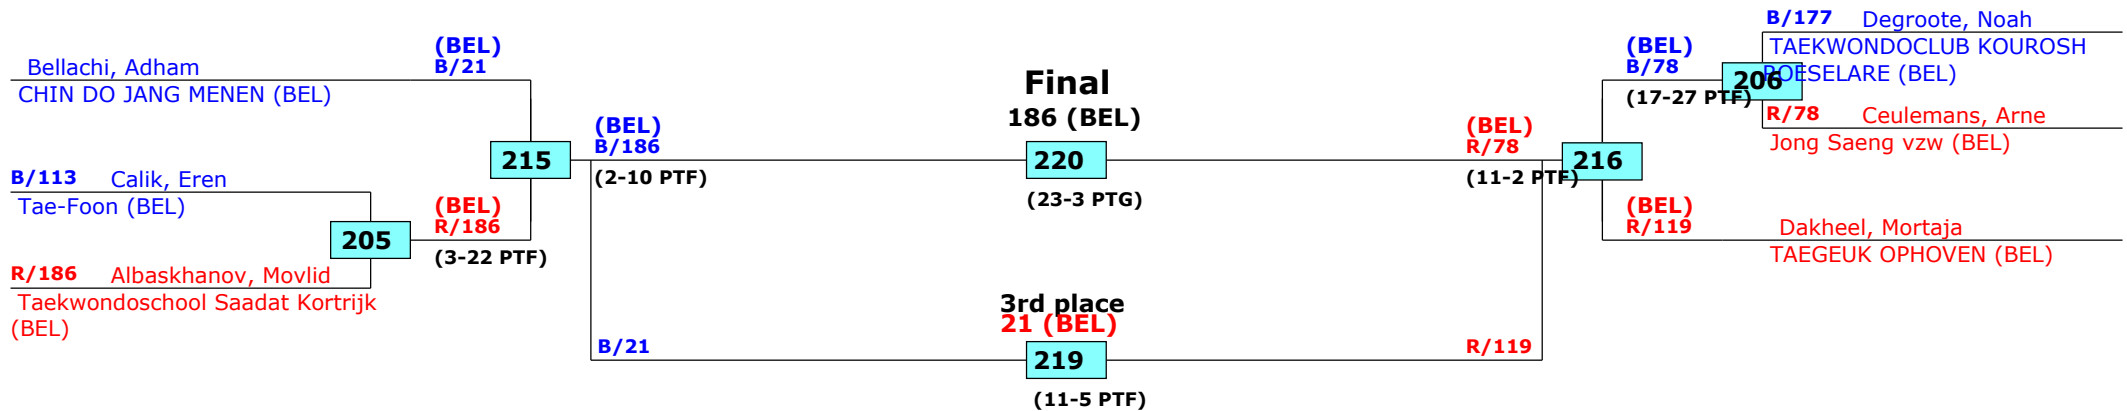 (BEL)
B/21
Bellachi, Adham
CHIN DO JANG MENEN (BEL)
215
(BEL)
B/186
(2-10 PTF)
B/113 Calik, Eren
Tae-Foon (BEL)
205
(BEL)
R/186
(3-22 PTF)
R/186 Albaskhanov, Movlid
Taekwondoschool Saadat Kortrijk
(BEL)
Final
186 (BEL)
220
(23-3 PTG)
3rd place
21 (BEL)
B/21
219
R/119
(11-5 PTF)
(BEL)
R/78
(11-2 PTF)
216
(BEL)
B/78
(17-27 PTF)
206
B/177 Degroote, Noah
TAEKWONDOCLUB KOUROSH
ROESELARE (BEL)
R/78 Ceulemans, Arne
Jong Saeng vzw (BEL)
(BEL)
R/119
Dakheel, Mortaja
TAEGEUK OPHOVEN (BEL)